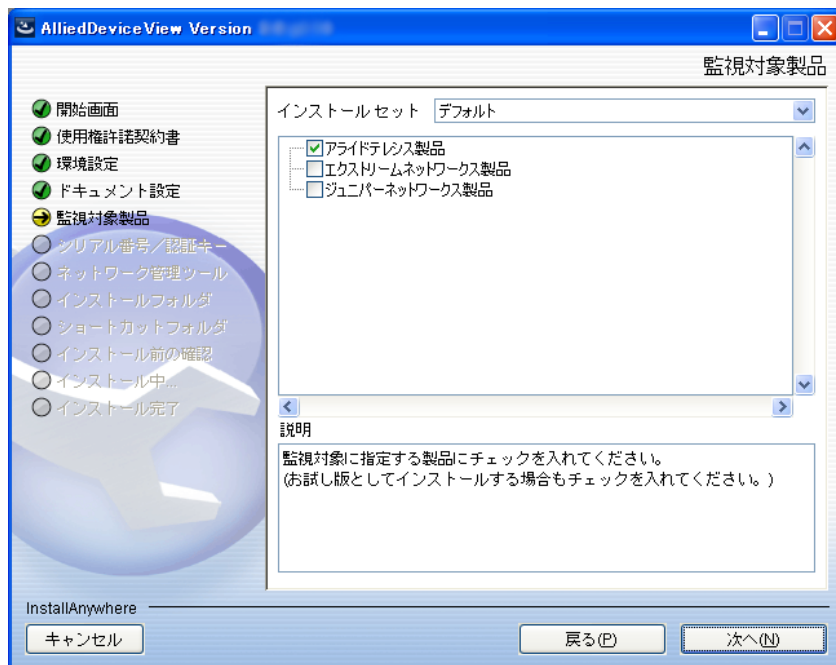 AlliedDeviceView Version
監視対象製品
開始画面
使用権許諾契約書
環境設定
ドキュメント設定
監視対象製品
シリアル番号／認証キー
ネットワーク管理ツール
インストールフォルダ
ショートカットフォルダ
インストール前の確認
インストール中...
インストール完了
インストール セット デフォルト
アライドテレシス製品
エクストリームネットワークス製品
ジュニパーネットワークス製品
説明
監視対象に指定する製品にチェックを入れてください。
(お試し版としてインストールする場合もチェックを入れてください。)
InstallAnywhere
キャンセル
戻る(P)
次へ(N)